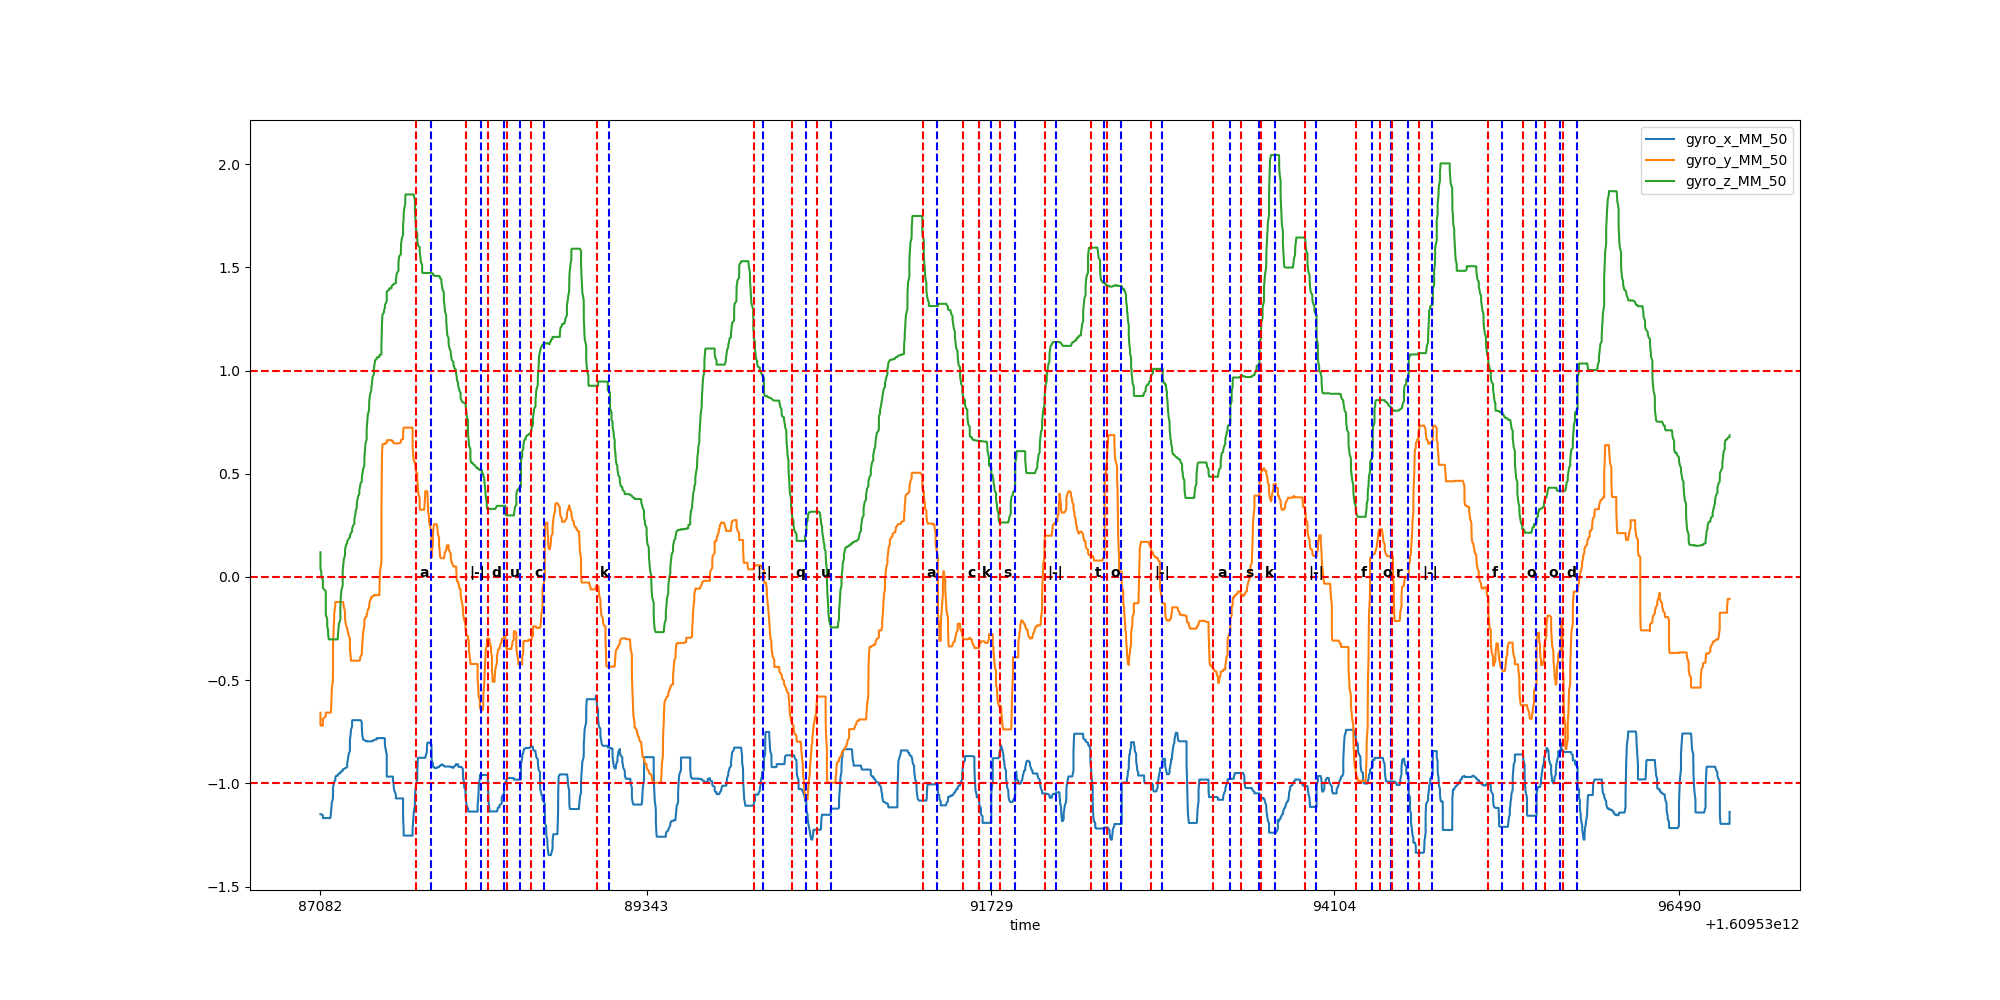 gyro_x_MM_50
gyro_y_MM_50
gyro_z_MM_50
2.0
1.5
1.0
0.5
0.0
−0.5
−1.0
−1.5
a |-| d u c k |-| q u a c k s |-| t o |-| a s k |-| f o r |-| f o o d
87082 89343 91729 94104 96490
time
+1.60953e12